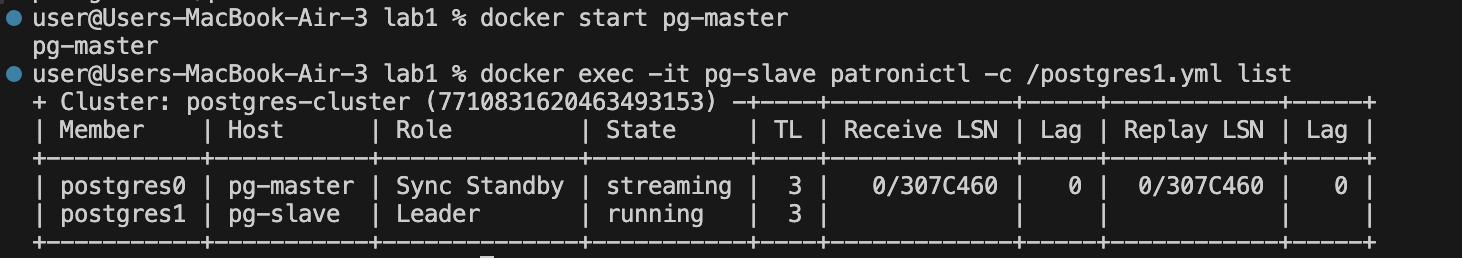 user@Users-MacBook-Air-3 lab1 % docker start pg-master
pg-master
user@Users-MacBook-Air-3 lab1 % docker exec -it pg-slave patronictl -c /postgres1.yml list
+ Cluster: postgres-cluster (7710831620463493153) -+----+-------------+-----+------------+-----+
| Member    | Host      | Role         | State     | TL | Receive LSN | Lag | Replay LSN | Lag |
+-----------+-----------+--------------+-----------+----+-------------+-----+------------+-----+
| postgres0 | pg-master | Sync Standby | streaming |  3 |   0/307C460 |   0 |  0/307C460 |   0 |
| postgres1 | pg-slave  | Leader       | running   |  3 |             |     |            |     |
+-----------+-----------+--------------+-----------+----+-------------+-----+------------+-----+